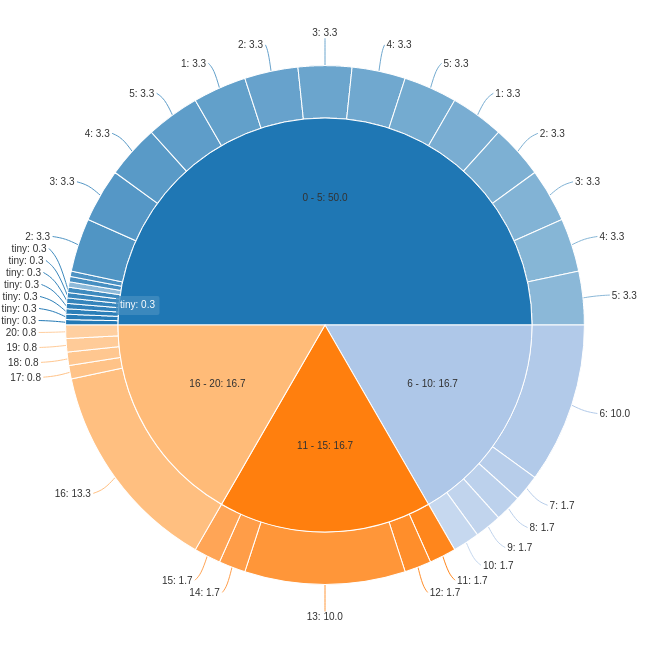 3: 3.3
2: 3.3
4: 3.3
1: 3.3
5: 3.3
5: 3.3
1: 3.3
4: 3.3
2: 3.3
3: 3.3
3: 3.3
0 - 5: 50.0
2: 3.3
4: 3.3
tiny: 0.3
tiny: 0.3
tiny: 0.3
tiny: 0.3
tiny: 0.3
5: 3.3
tiny: 0.3
tiny: 0.3
tiny: 0.3
20: 0.8
19: 0.8
18: 0.8
17: 0.8
16 - 20: 16.7
6 - 10: 16.7
6: 10.0
11 - 15: 16.7
16: 13.3
7: 1.7
8: 1.7
9: 1.7
10: 1.7
15: 1.7
11: 1.7
14: 1.7
12: 1.7
13: 10.0